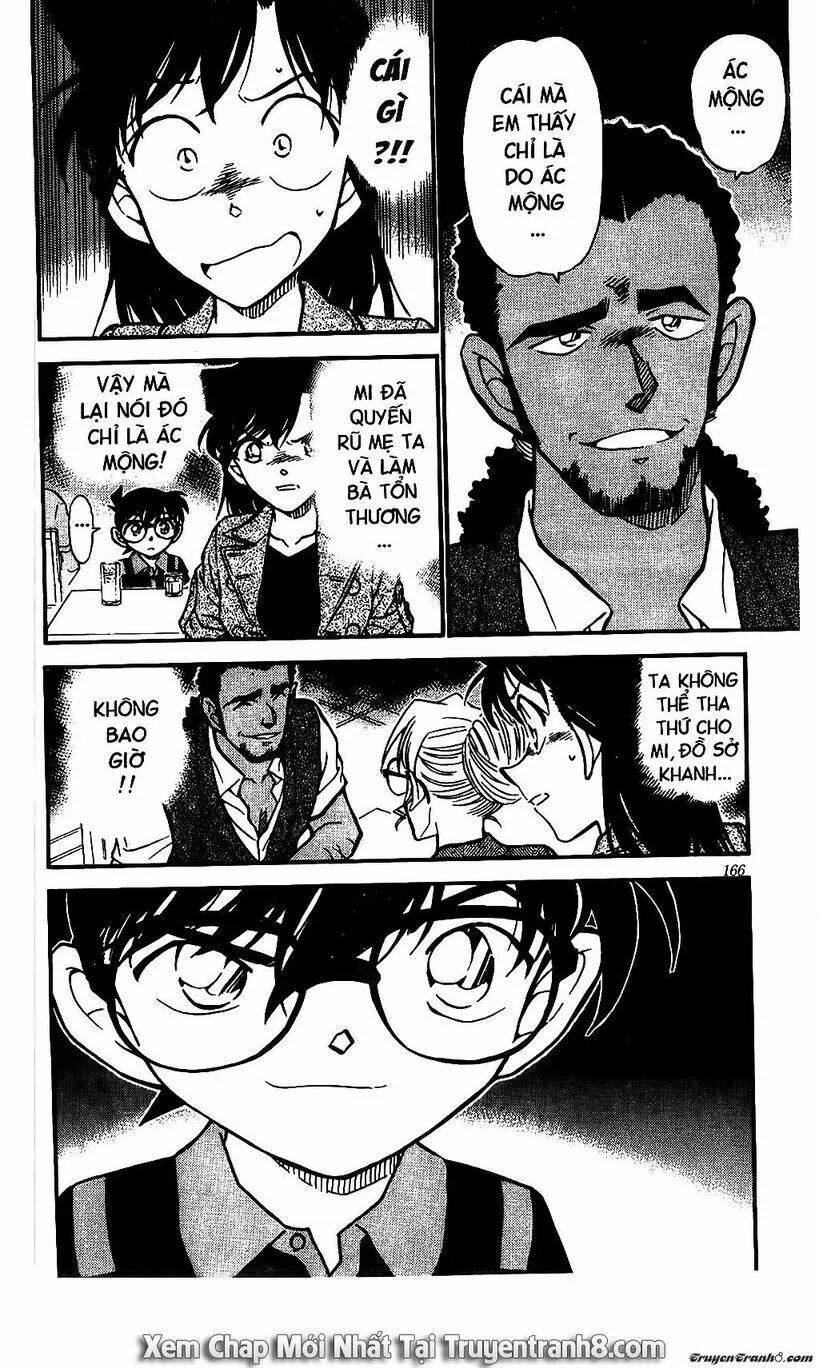 ÁC
MỘNG
...
CÁI MÀ
EM THẤY
CHỈ LÀ
DO ÁC
MỘNG
...
CÁI
GÌ
?!!
MI ĐÃ
QUYẾN
RŨ MẸ TA
VÀ LÀM
BÀ TỔN
THƯƠNG
...
VẬY MÀ
LẠI NÓI ĐÓ
CHỈ LÀ ÁC
MỘNG!
....
TA KHÔNG
THỂ THA
THỨ CHO
MI, ĐỒ SỞ
KHANH...
KHÔNG
BAO
GIỜ
!!
166
Xem Chap Mới Nhất Tại Truyentranh8.com
TruyenTranh8.com